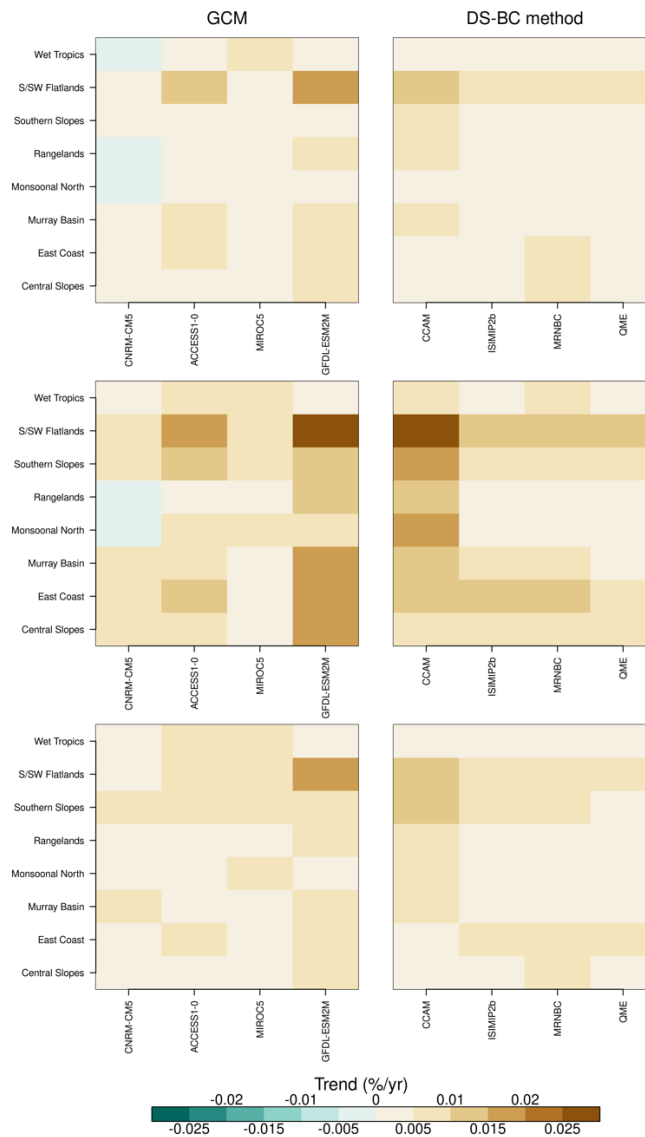 GCM
DS-BC method
Wet Tropics
S/SW Flatlands
Southern Slopes
Rangelands
Monsoonal North
Murray Basin
East Coast
Central Slopes
CNRM-CM5
ACCESS1-0
MIROC5
GFDL-ESM2M
CCAM
ISIMIP2b
MRNBC
QME
Wet Tropics
S/SW Flatlands
Southern Slopes
Rangelands
Monsoonal North
Murray Basin
East Coast
Central Slopes
CNRM-CM5
ACCESS1-0
MIROC5
GFDL-ESM2M
CCAM
ISIMIP2b
MRNBC
QME
Wet Tropics
S/SW Flatlands
Southern Slopes
Rangelands
Monsoonal North
Murray Basin
East Coast
Central Slopes
CNRM-CM5
ACCESS1-0
MIROC5
GFDL-ESM2M
CCAM
ISIMIP2b
MRNBC
QME
Trend (%/yr)
-0.02 -0.01 0 0.01 0.02
-0.025 -0.015 -0.005 0.005 0.015 0.025